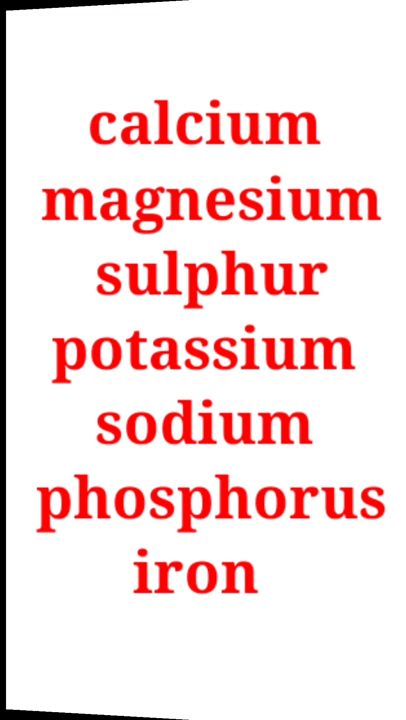 calcium
magnesium
sulphur
potassium
sodium
phosphorus
iron